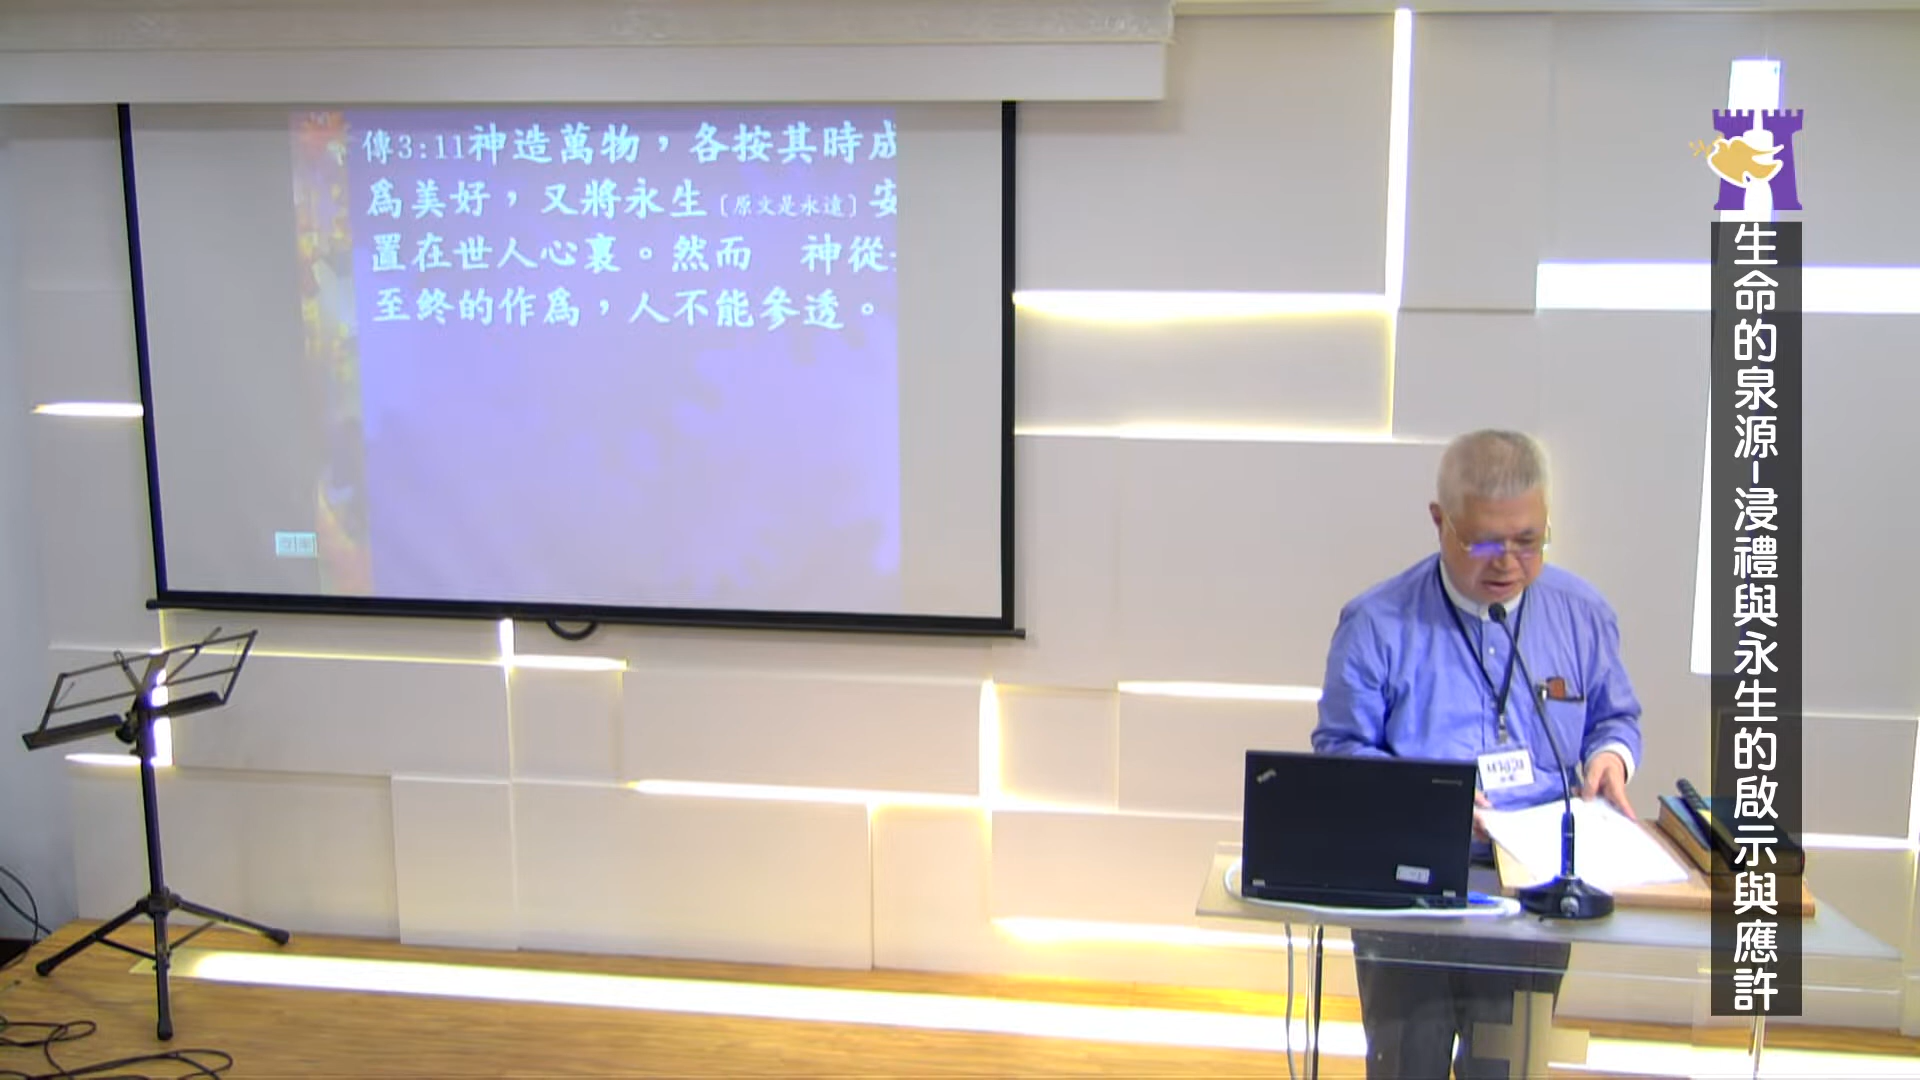 傳3:11神造萬物，各按其時成
爲美好，又將永生〔原文是永遠〕安
置在世人心裏。然而　神從
至終的作爲，人不能參透。
生命的泉源-浸禮與永生的啟示與應許